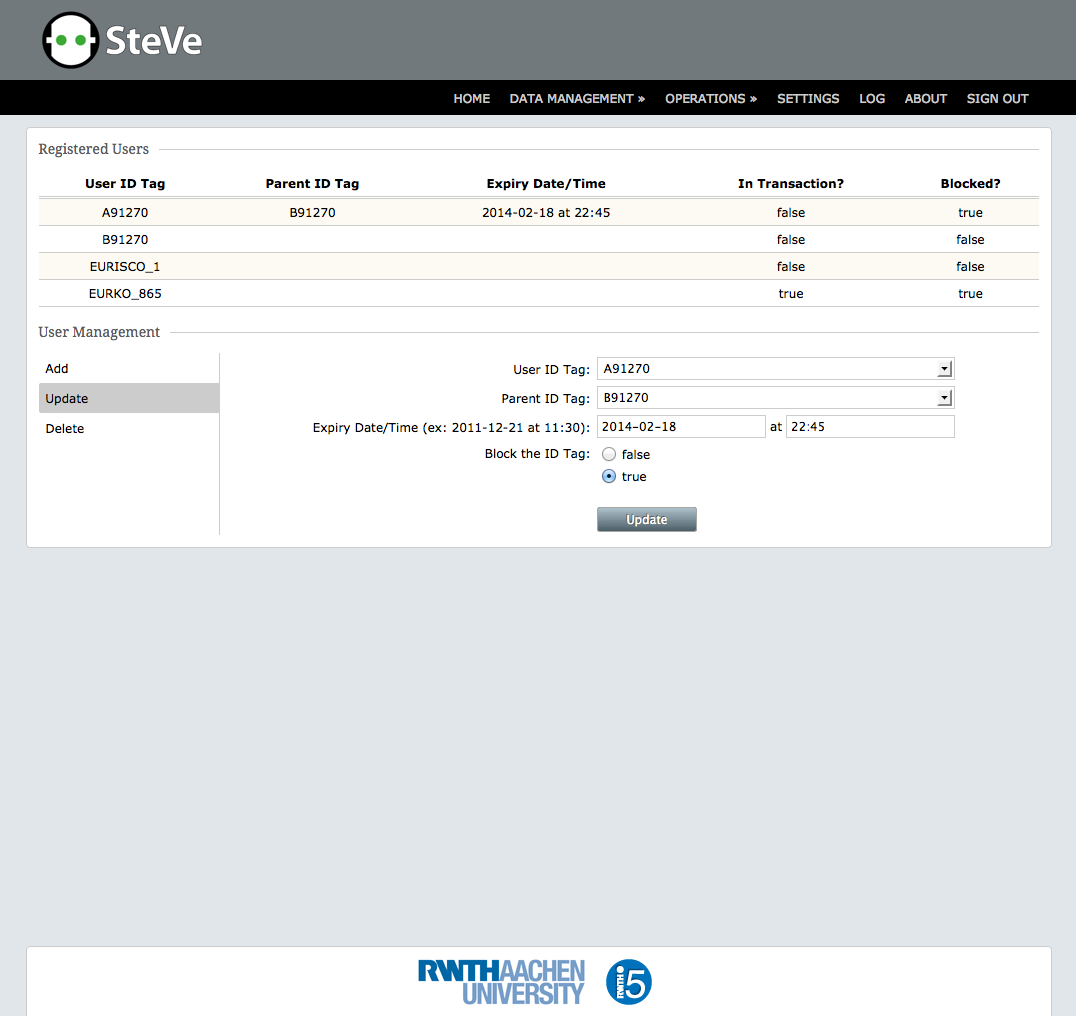 SteVe
HOME DATA MANAGEMENT » OPERATIONS » SETTINGS LOG ABOUT SIGN OUT
Registered Users
User ID Tag Parent ID Tag Expiry Date/Time In Transaction? Blocked?
A91270 B91270 2014-02-18 at 22:45 false true
B91270 false false
EURISCO_1 false false
EURKO_865 true true
User Management
Add
Update
Delete
User ID Tag: A91270
Parent ID Tag: B91270
Expiry Date/Time (ex: 2011-12-21 at 11:30): 2014-02-18 at 22:45
Block the ID Tag: false
true
Update
RWTHAACHEN
UNIVERSITY
RWTH i5